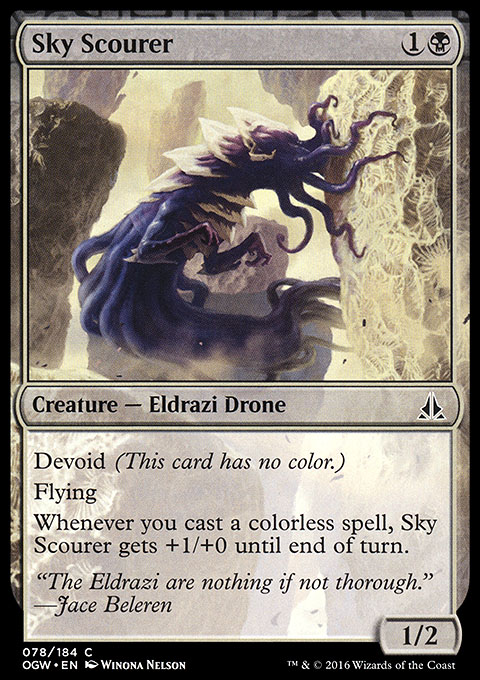 Sky Scourer 1
Creature — Eldrazi Drone
Devoid (This card has no color.)
Flying
Whenever you cast a colorless spell, Sky
Scourer gets +1/+0 until end of turn.
“The Eldrazi are nothing if not thorough.”
—Jace Beleren
1/2
078/184 C
OGW • EN Winona Nelson
™ & © 2016 Wizards of the Coast